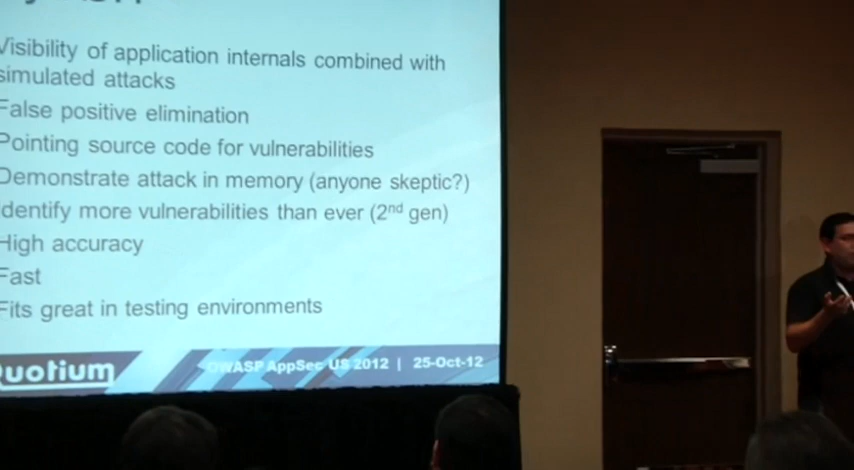 Visibility of application internals combined with
simulated attacks
False positive elimination
Pointing source code for vulnerabilities
Demonstrate attack in memory (anyone skeptic?)
Identify more vulnerabilities than ever (2nd gen)
High accuracy
Fast
Fits great in testing environments
Quotium
OWASP AppSec US 2012 | 25-Oct-12